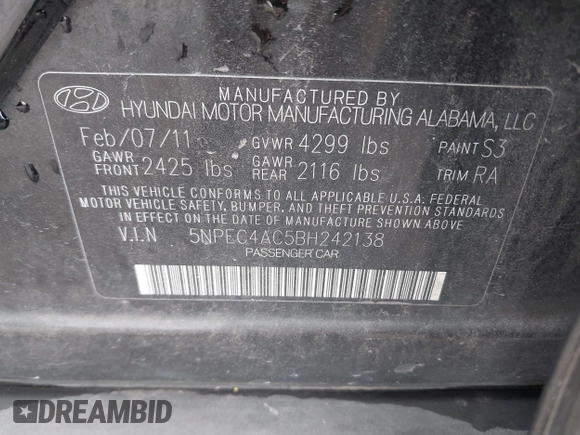 MANUFACTURED BY
HYUNDAI MOTOR MANUFACTURING ALABAMA, LLC
Feb/07/11 GVWR 4299 lbs PAINT S3
GAWR FRONT 2425 lbs GAWR REAR 2116 lbs TRIM RA
THIS VEHICLE CONFORMS TO ALL APPLICABLE U.S.A. FEDERAL
MOTOR VEHICLE SAFETY, BUMPER, AND THEFT PREVENTION STANDARDS
IN EFFECT ON THE DATE OF MANUFACTURE SHOWN ABOVE.
V.I.N 5NPEC4AC5BH242138
PASSENGER CAR
DREAMBID